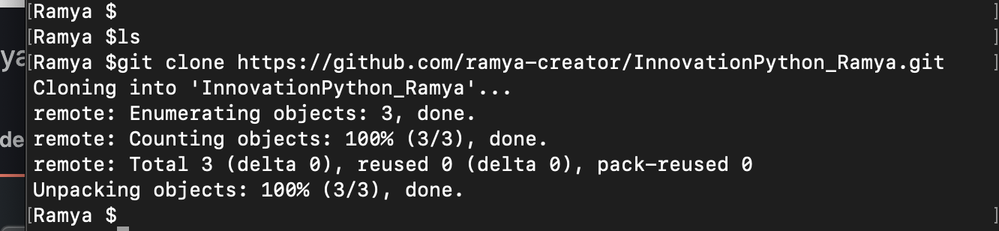 [Ramya $ ]
[Ramya $ls ]
[Ramya $git clone https://github.com/ramya-creator/InnovationPython_Ramya.git ]
Cloning into 'InnovationPython_Ramya'...
remote: Enumerating objects: 3, done.
remote: Counting objects: 100% (3/3), done.
remote: Total 3 (delta 0), reused 0 (delta 0), pack-reused 0
Unpacking objects: 100% (3/3), done.
[Ramya $ ]
ya
de